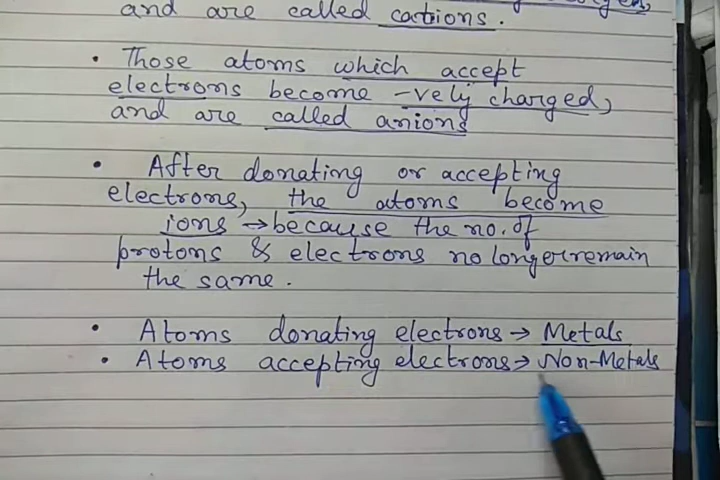 and are called cations.
• Those atoms which accept
electrons become -vely charged,
and are called anions
• After donating or accepting
electrons, the atoms become
ions → because the no. of
protons & electrons no longer remain
the same.
• Atoms donating electrons → Metals
• Atoms accepting electrons → Non-Metals